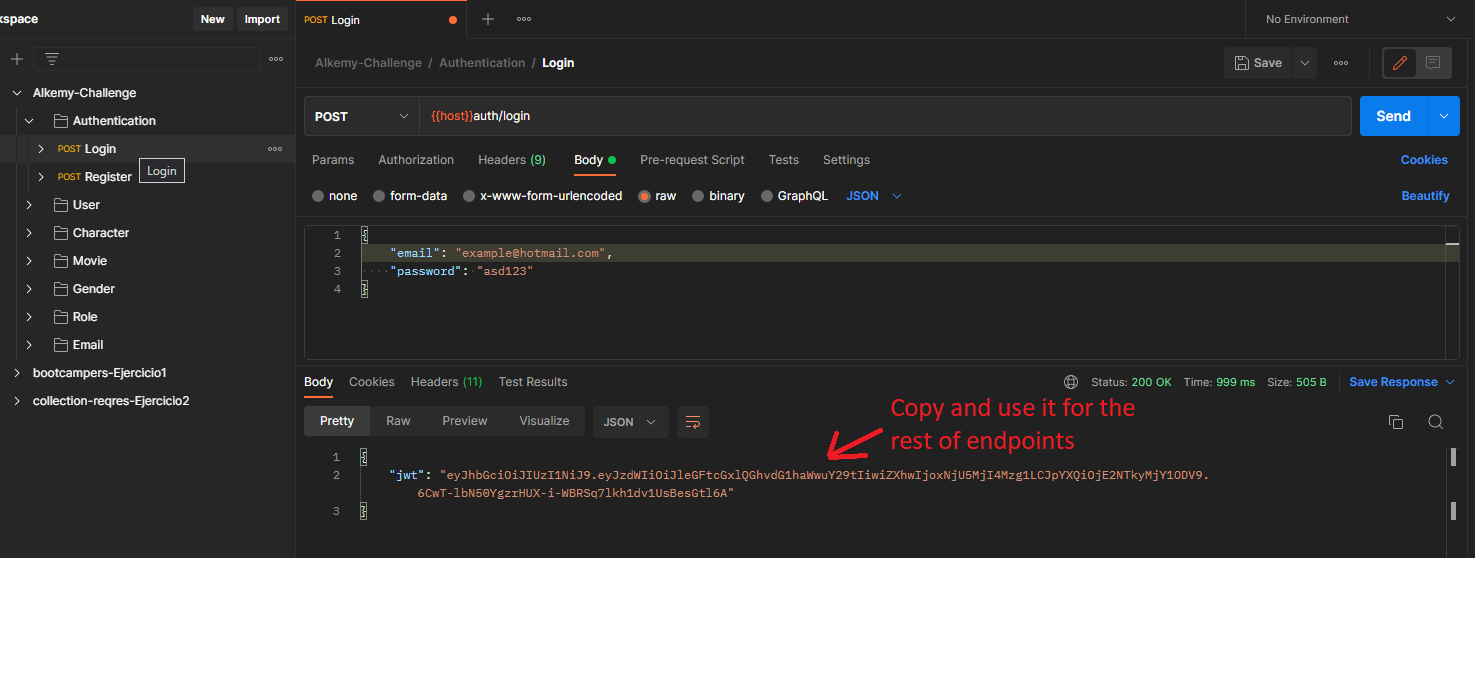 kspace
New
Import
POST Login
No Environment
Alkemy-Challenge / Authentication / Login
Save
Alkemy-Challenge
Authentication
POST Login
Login
POST Register
User
Character
Movie
Gender
Role
Email
bootcampers-Ejercicio1
collection-reqres-Ejercicio2
POST
{{host}}auth/login
Send
Params Authorization Headers (9) Body Pre-request Script Tests Settings
Cookies
none form-data x-www-form-urlencoded raw binary GraphQL JSON
Beautify
1 {
2 "email": "example@hotmail.com",
3 "password": "asd123"
4 }
Body Cookies Headers (11) Test Results
Status: 200 OK Time: 999 ms Size: 505 B Save Response
Pretty Raw Preview Visualize JSON
Copy and use it for the
rest of endpoints
1 {
2 "jwt": "eyJhbGciOiJIUzI1NiJ9.eyJzdWIiOiJleGFtcGxlQGhvdG1haWwuY29tIiwiZXhwIjoxNjU5MjI4Mzg1LCJpYXQiOjE2NTkyMjY1ODV9.
6CwT-lbN50YgzrHUX-i-WBRSq7lkh1dv1UsBesGtl6A"
3 }